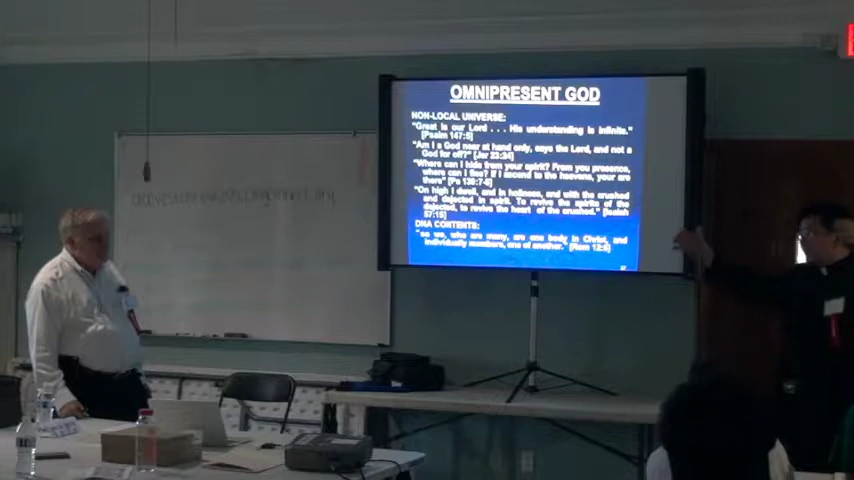 OMNIPRESENT GOD
NON-LOCAL UNIVERSE:
"Great is our Lord . . . His understanding is infinite."
[Psalm 147:5]
"Am I a God near at hand only, says the Lord, and not a
God far off?" [Jer 23:24]
"Where can I hide from your spirit? From you presence,
where can I flee? If I ascend to the heavens, your are
there" [Ps 139:7-8]
"On high I dwell, and in holiness, and with the crushed
and dejected in spirit. To revive the spirits of the
dejected, to revive the heart of the crushed." [Isaiah
57:15]
DNA CONTENTS:
"so we, who are many, are one body in Christ, and
individually members, one of another." [Rom 12:5]